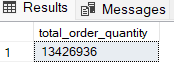 Results Messages
total_order_quantity
1 13426936